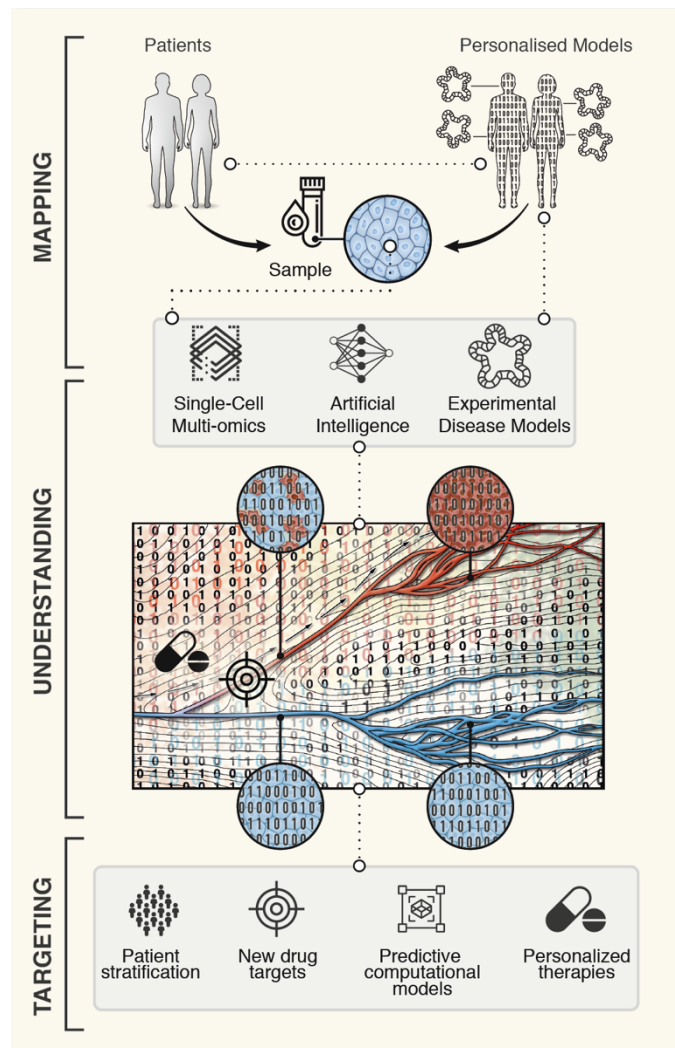 Patients
Personalised Models
MAPPING
Sample
Single-Cell
Multi-omics
Artificial
Intelligence
Experimental
Disease Models
UNDERSTANDING
TARGETING
Patient
stratification
New drug
targets
Predictive
computational
models
Personalized
therapies